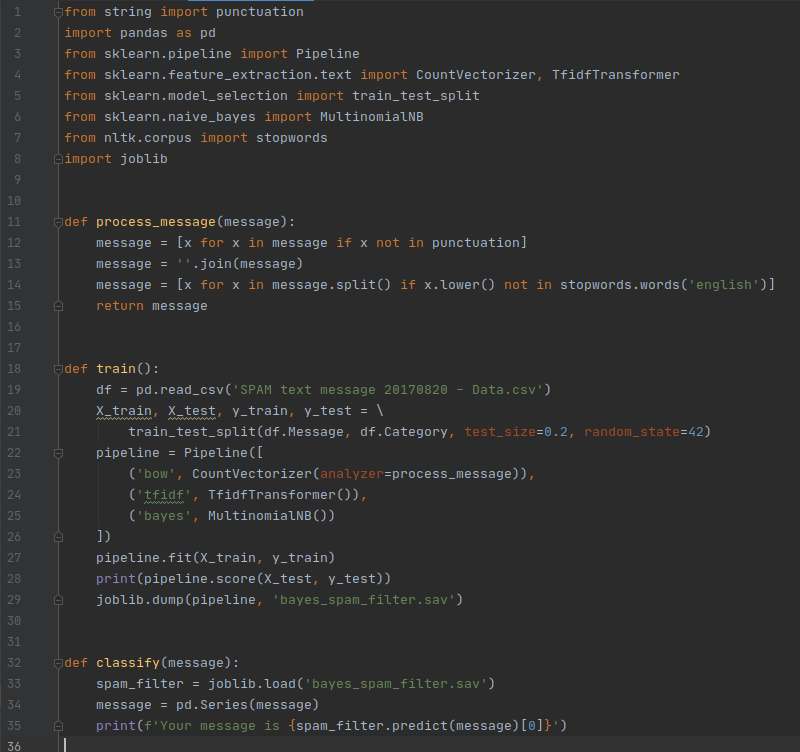 1 from string import punctuation
2 import pandas as pd
3 from sklearn.pipeline import Pipeline
4 from sklearn.feature_extraction.text import CountVectorizer, TfidfTransformer
5 from sklearn.model_selection import train_test_split
6 from sklearn.naive_bayes import MultinomialNB
7 from nltk.corpus import stopwords
8 import joblib
9
10
11 def process_message(message):
12     message = [x for x in message if x not in punctuation]
13     message = ''.join(message)
14     message = [x for x in message.split() if x.lower() not in stopwords.words('english')]
15     return message
16
17
18 def train():
19     df = pd.read_csv('SPAM text message 20170820 - Data.csv')
20     X_train, X_test, y_train, y_test = \
21         train_test_split(df.Message, df.Category, test_size=0.2, random_state=42)
22     pipeline = Pipeline([
23         ('bow', CountVectorizer(analyzer=process_message)),
24         ('tfidf', TfidfTransformer()),
25         ('bayes', MultinomialNB())
26     ])
27     pipeline.fit(X_train, y_train)
28     print(pipeline.score(X_test, y_test))
29     joblib.dump(pipeline, 'bayes_spam_filter.sav')
30
31
32 def classify(message):
33     spam_filter = joblib.load('bayes_spam_filter.sav')
34     message = pd.Series(message)
35     print(f'Your message is {spam_filter.predict(message)[0]}')
36